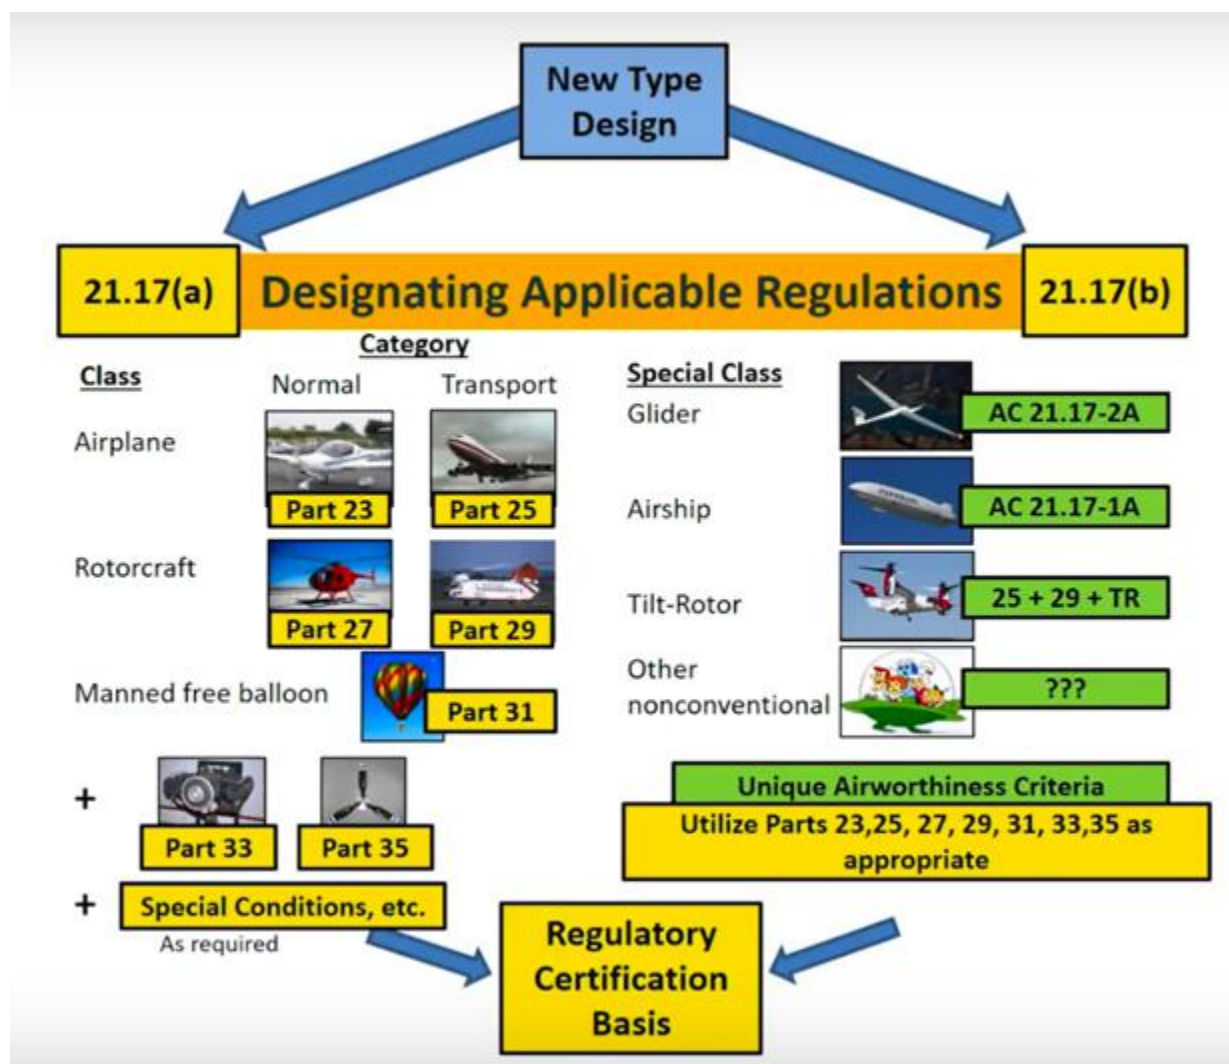 New Type
Design
21.17(a)
Designating Applicable Regulations
21.17(b)
Category
Class
Normal
Transport
Airplane
Part 23
Part 25
Rotorcraft
Part 27
Part 29
Manned free balloon
Part 31
+
Part 33
Part 35
+
Special Conditions, etc.
As required
Special Class
Glider
AC 21.17-2A
Airship
AC 21.17-1A
Tilt-Rotor
25 + 29 + TR
Other
nonconventional
???
Unique Airworthiness Criteria
Utilize Parts 23,25, 27, 29, 31, 33,35 as
appropriate
Regulatory
Certification
Basis